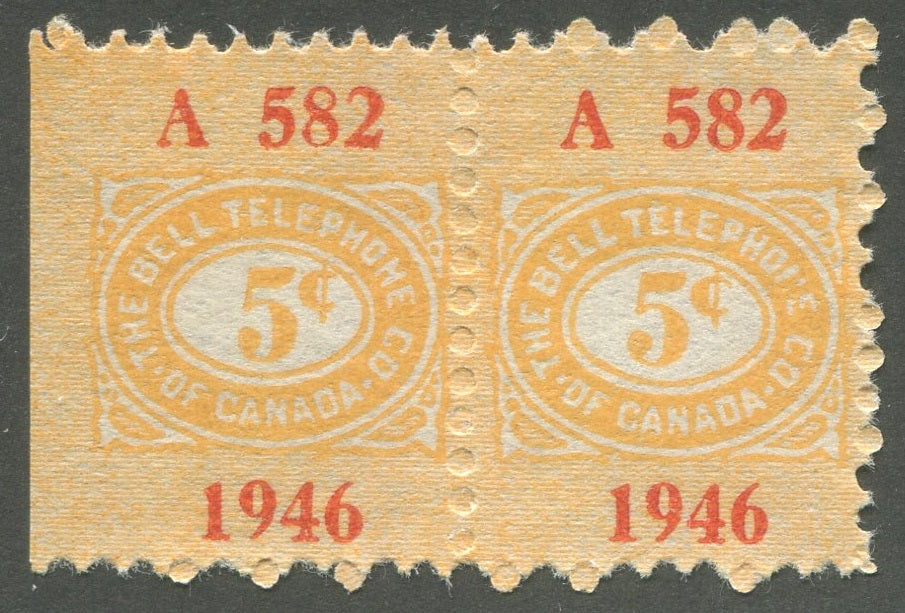 A 582
THE BELL TELEPHONE CO
OF CANADA
5¢
1946
A 582
THE BELL TELEPHONE CO
OF CANADA
5¢
1946